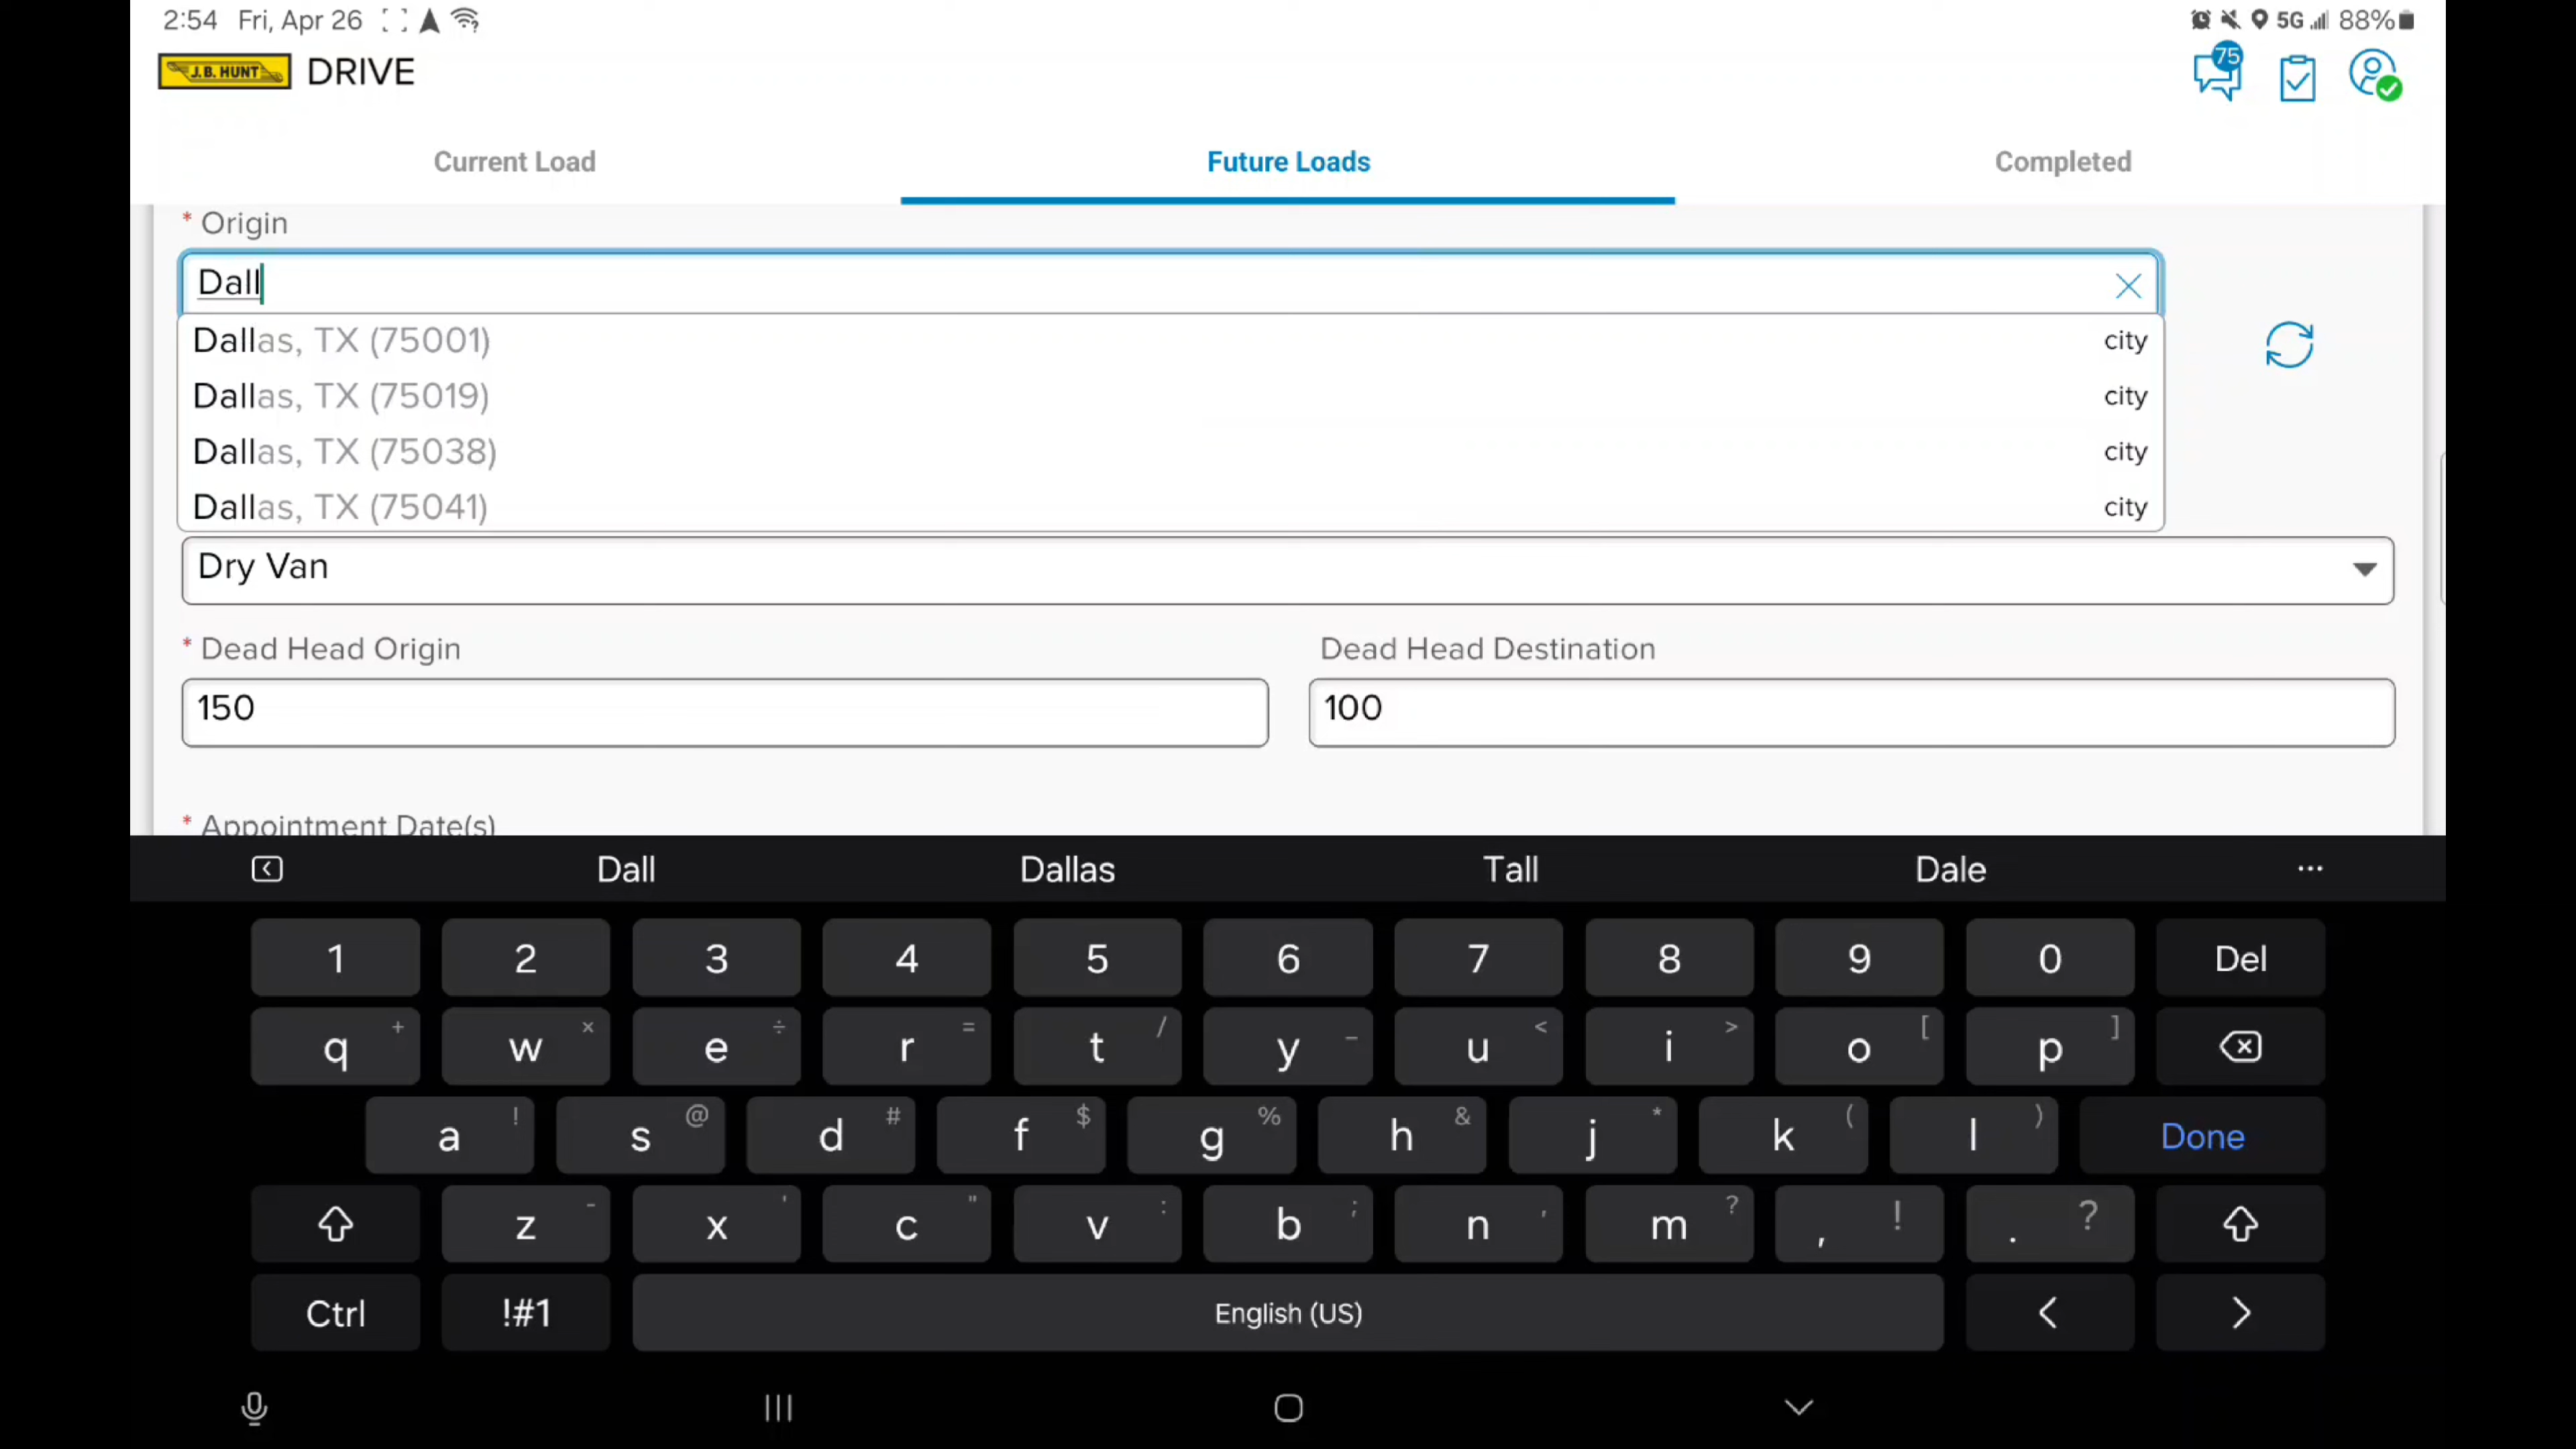 2:54 Fri, Apr 26 5G 88%
J.B. HUNT DRIVE 75
Current Load Future Loads Completed
* Origin
Dall
Dallas, TX (75001) city
Dallas, TX (75019) city
Dallas, TX (75038) city
Dallas, TX (75041) city
Dry Van
* Dead Head Origin Dead Head Destination
150 100
* Appointment Date(s)
Dall Dallas Tall Dale ...
1 2 3 4 5 6 7 8 9 0 Del
q + w × e ÷ r = t / y _ u < i > o [ p ]
a ! s @ d # f $ g % h & j * k ( l ) Done
z - x ' c " v : b ; n , m ? , ! . ?
Ctrl !#1 English (US) < >